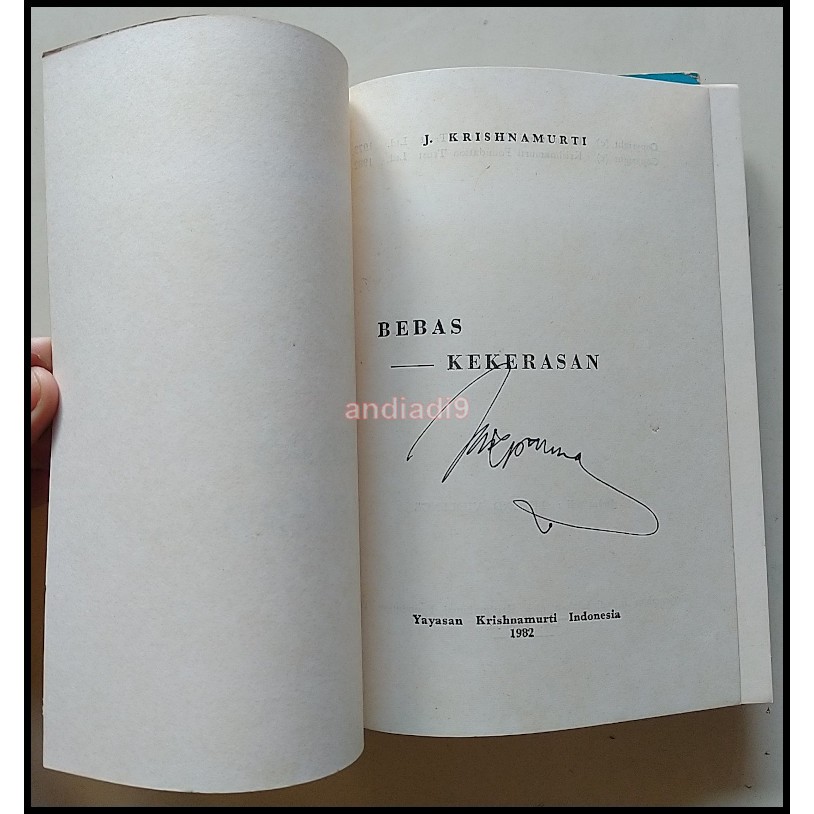 J. KRISHNAMURTI
BEBAS
— KEKERASAN
andiadi9
Yayasan Krishnamurti Indonesia
1982